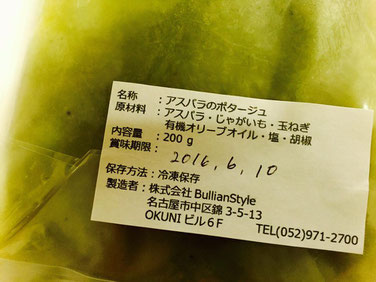 名称　：アスパラのポタージュ
原材料　：アスパラ・じゃがいも・玉ねぎ
有機オリーブオイル・塩・胡椒
内容量　：200 g
賞味期限：2016, 6, 10
保存方法：冷凍保存
製造者：株式会社 BullianStyle
名古屋市中区錦 3-5-13
OKUNI ビル 6 F　TEL(052)971-2700